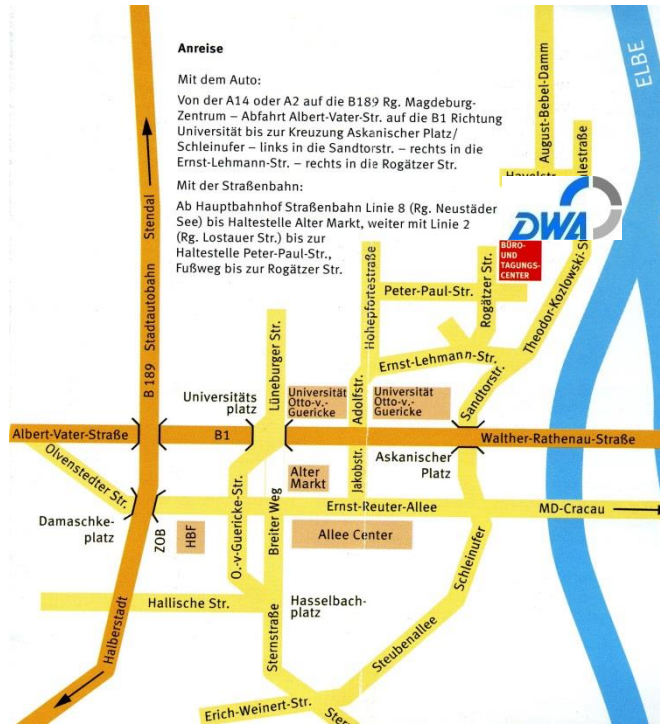 Anreise
Mit dem Auto:
Von der A14 oder A2 auf die B189 Rg. Magdeburg-
Zentrum – Abfahrt Albert-Vater-Str. auf die B1 Richtung
Universität bis zur Kreuzung Askanischer Platz/
Schleinufer – links in die Sandtorstr. – rechts in die
Ernst-Lehmann-Str. – rechts in die Rogätzer Str.
Mit der Straßenbahn:
Ab Hauptbahnhof Straßenbahn Linie 8 (Rg. Neustäder
See) bis Haltestelle Alter Markt, weiter mit Linie 2
(Rg. Lostauer Str.) bis zur
Haltestelle Peter-Paul-Str.,
Fußweg bis zur Rogätzer Str.
ELBE
August-Bebel-Damm
DWA
BÜRO-
UND
TAGUNGS-
CENTER
Stendal
B 189 Stadtautobahn
Hohepfortestraße
Peter-Paul-Str.
Rogätzer Str.
Theodor-Kozlowski-St
Lüneburger Str.
Ernst-Lehmann-Str.
Sandtorstr.
Universitäts
platz
Universität
Otto-v.-
Guericke
Adolfstr.
Universität
Otto-v.-
Guericke
Albert-Vater-Straße
B1
Walther-Rathenau-Straße
Olvenstedter Str.
Askanischer
Platz
Alter
Markt
Jakobstr.
O.-v-Guericke-Str.
Breiter Weg
Ernst-Reuter-Allee
MD-Cracau
Damaschke-
platz
ZOB
HBF
Allee Center
Schleinufer
Hallische Str.
Hasselbach-
platz
Halberstadt
Sternstraße
Steubenallee
Erich-Weinert-Str.